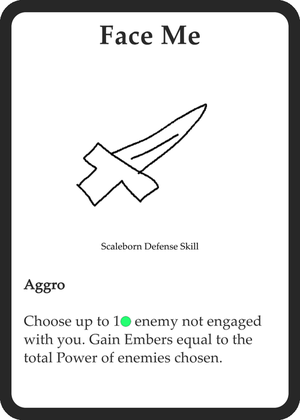 Face Me
Scaleborn Defense Skill
Aggro
Choose up to 1 enemy not engaged
with you. Gain Embers equal to the
total Power of enemies chosen.